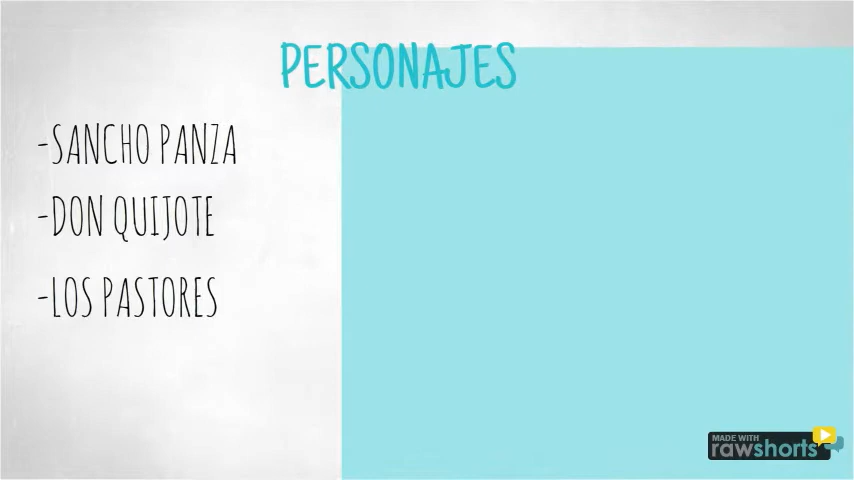 PERSONAJES
-SANCHO PANZA
-DON QUIJOTE
-LOS PASTORES
MADE WITH
rawshorts